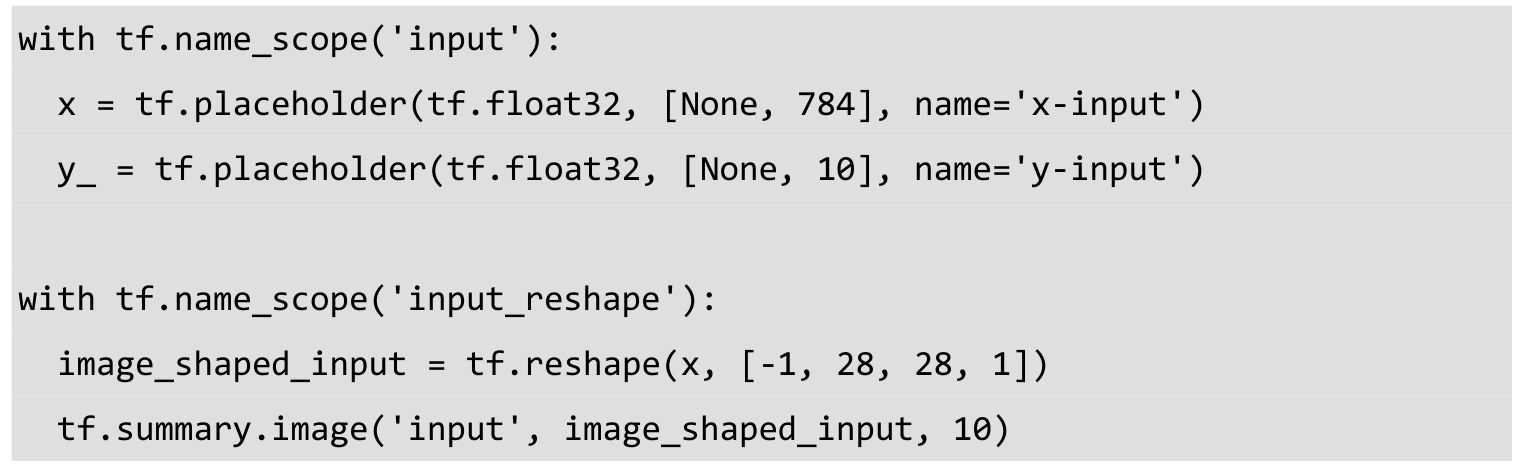 with tf.name_scope('input'):
  x = tf.placeholder(tf.float32, [None, 784], name='x-input')
  y_ = tf.placeholder(tf.float32, [None, 10], name='y-input')

with tf.name_scope('input_reshape'):
  image_shaped_input = tf.reshape(x, [-1, 28, 28, 1])
  tf.summary.image('input', image_shaped_input, 10)